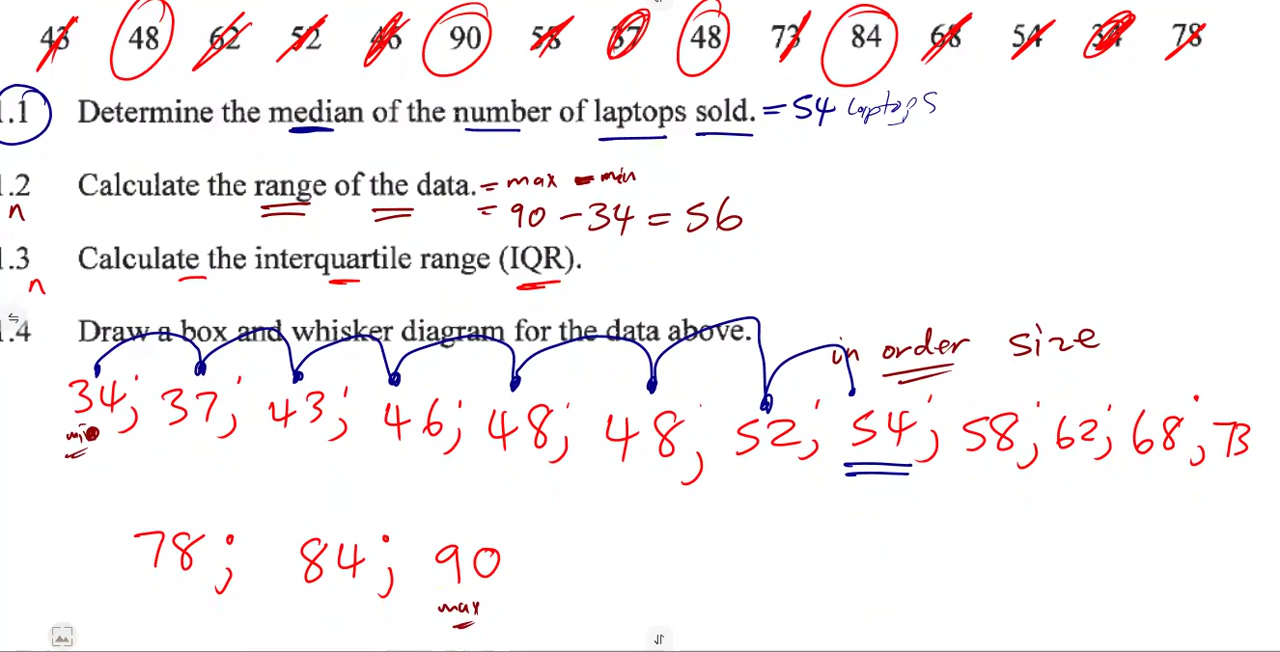 43 48 62 52 46 90 58 37 48 73 84 68 54 34 78
.1 Determine the median of the number of laptops sold. = 54 laptops
.2 Calculate the range of the data. = max - min
n = 90 - 34 = 56
.3 Calculate the interquartile range (IQR).
n
.4 Draw a box and whisker diagram for the data above.
in order size
34; 37; 43; 46; 48; 48; 52; 54; 58; 62; 68; 73
min
78; 84; 90
max